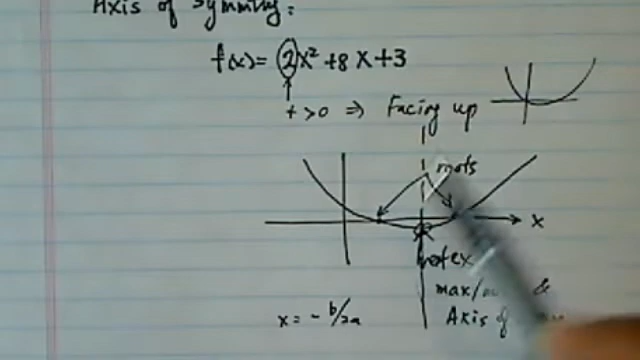 Axis of Symmetry:
f(x) = 2x² + 8x + 3
+ > 0 ⇒ Facing up
roots
x
vertex
max/
&
x = - b/2a
Axis of